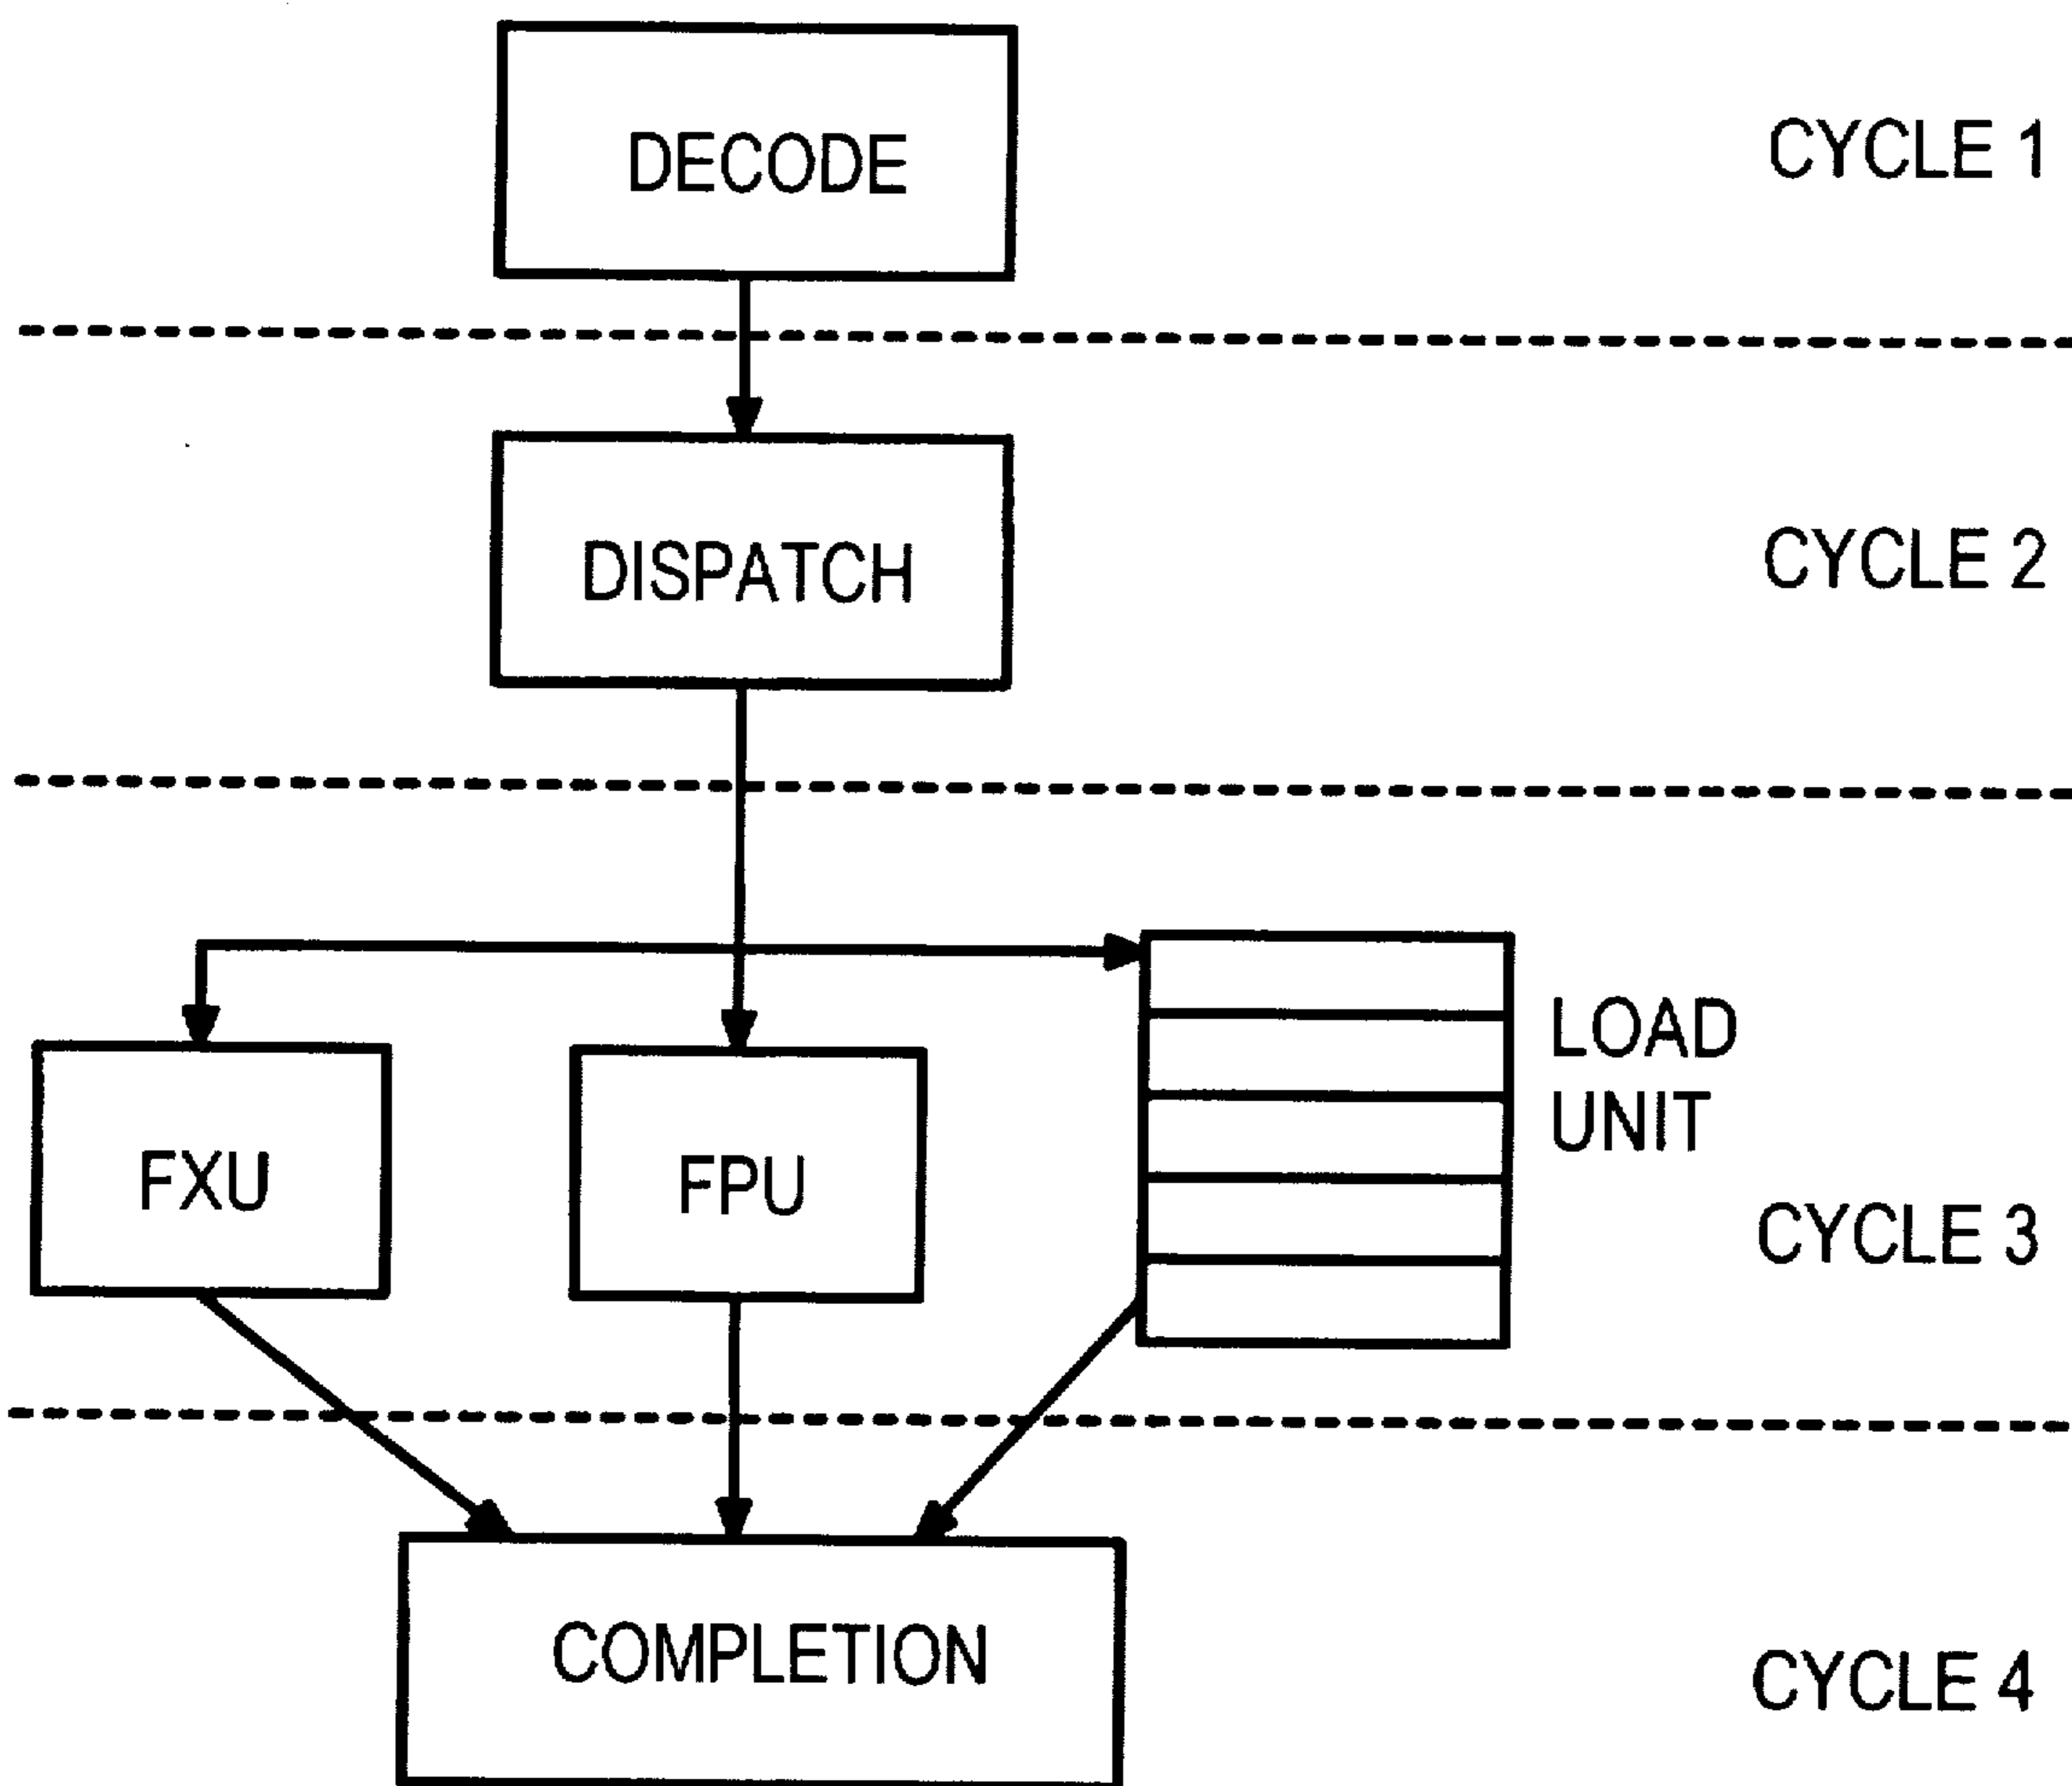 DECODE
CYCLE 1
DISPATCH
CYCLE 2
LOAD
UNIT
FXU
FPU
CYCLE 3
COMPLETION
CYCLE 4